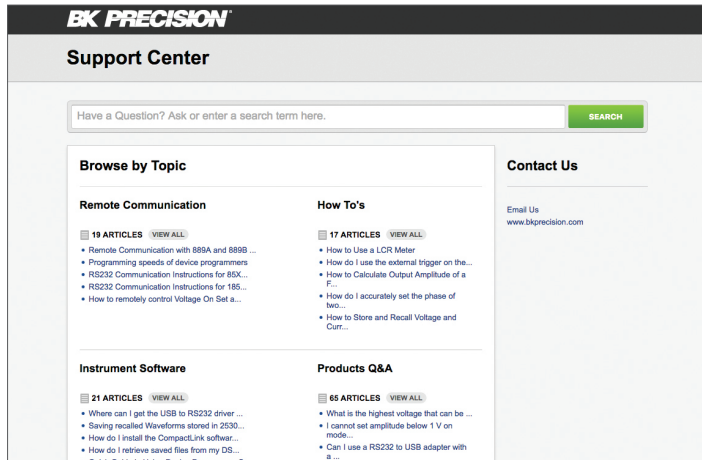 BK PRECISION®
Support Center
Have a Question? Ask or enter a search term here.
SEARCH
Browse by Topic
Remote Communication
19 ARTICLES VIEW ALL
• Remote Communication with 889A and 889B ...
• Programming speeds of device programmers
• RS232 Communication Instructions for 85X...
• RS232 Communication Instructions for 185...
• How to remotely control Voltage On Set a...
How To's
17 ARTICLES VIEW ALL
• How to Use a LCR Meter
• How do I use the external trigger on the...
• How to Calculate Output Amplitude of a
F...
• How do I accurately set the phase of
two...
• How to Store and Recall Voltage and
Curr...
Instrument Software
21 ARTICLES VIEW ALL
• Where can I get the USB to RS232 driver ...
• Saving recalled Waveforms stored in 2530...
• How do I install the CompactLink softwar...
• How do I retrieve saved files from my DS...
Products Q&A
65 ARTICLES VIEW ALL
• What is the highest voltage that can be ...
• I cannot set amplitude below 1 V on
mode...
• Can I use a RS232 to USB adapter with
a ...
Contact Us
Email Us
www.bkprecision.com